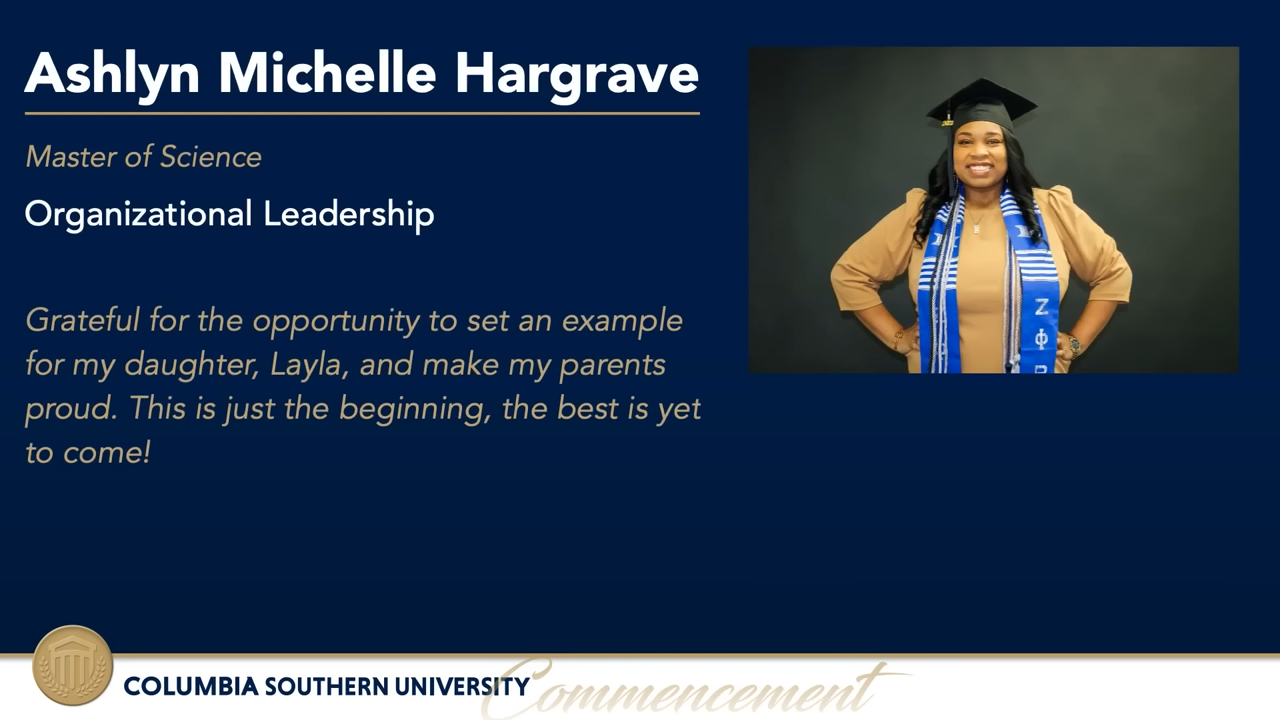 Ashlyn Michelle Hargrave
Master of Science
Organizational Leadership
Grateful for the opportunity to set an example
for my daughter, Layla, and make my parents
proud. This is just the beginning, the best is yet
to come!
Z
Φ
B
COLUMBIA SOUTHERN UNIVERSITY
Commencement